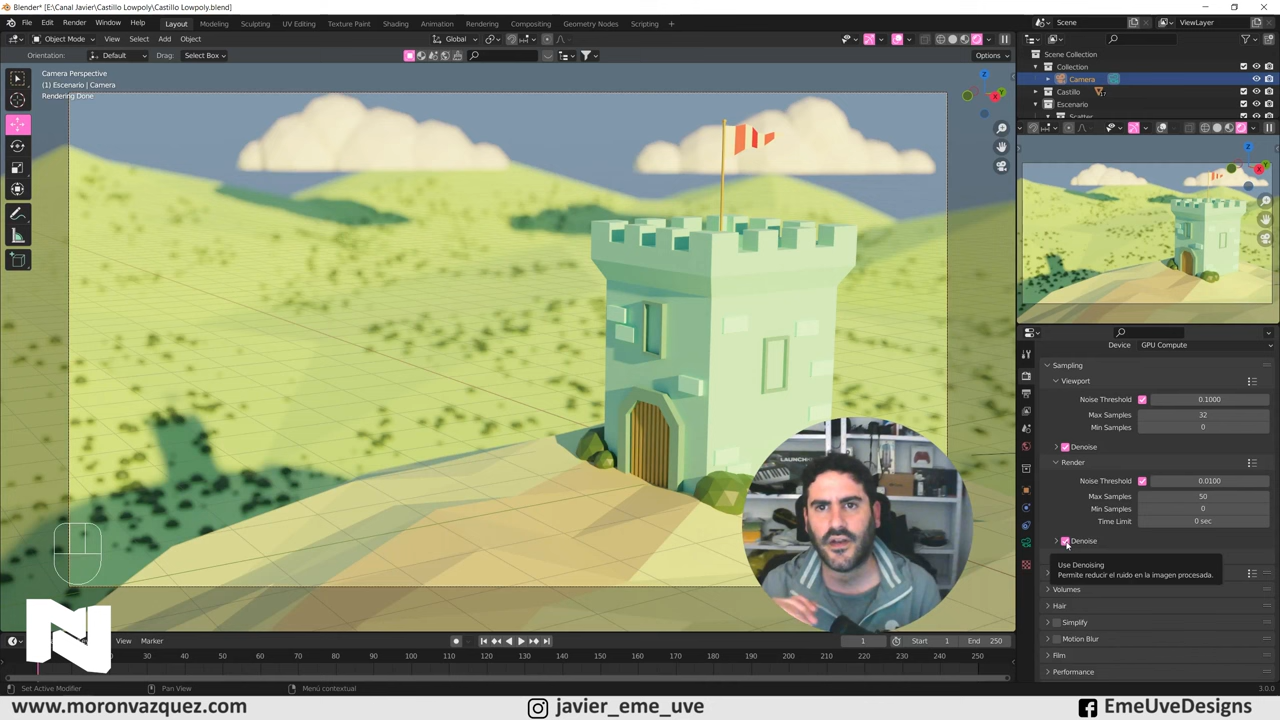 Blender* [E:\Canal Javier\Castillo Lowpoly\Castillo Lowpoly.blend]
File Edit Render Window Help Layout Modeling Sculpting UV Editing Texture Paint Shading Animation Rendering Compositing Geometry Nodes Scripting + Scene ViewLayer
Object Mode View Select Add Object Global
Orientation: Default Drag: Select Box Options
Camera Perspective
(1) Escenario | Camera
Rendering Done
Scene Collection
Collection
Camera
Castillo
17
Escenario
Scatter
Z
Y
X
Z
Y
X
Device GPU Compute
Sampling
Viewport
Noise Threshold 0.1000
Max Samples 32
Min Samples 0
Denoise
Render
Noise Threshold 0.0100
Max Samples 50
Min Samples 0
Time Limit 0 sec
Denoise
Use Denoising
Permite reducir el ruido en la imagen procesada.
Volumes
Hair
Simplify
Motion Blur
Film
Performance
LAUNCH
N
View Marker 1 Start 1 End 250
30 40 50 60 70 80 90 100 110 120 130 140 150 160 170 180 190 200 210 220 230 240 250
Set Active Modifier Pan View Menú contextual 3.0.0
www.moronvazquez.com javier_eme_uve EmeUveDesigns